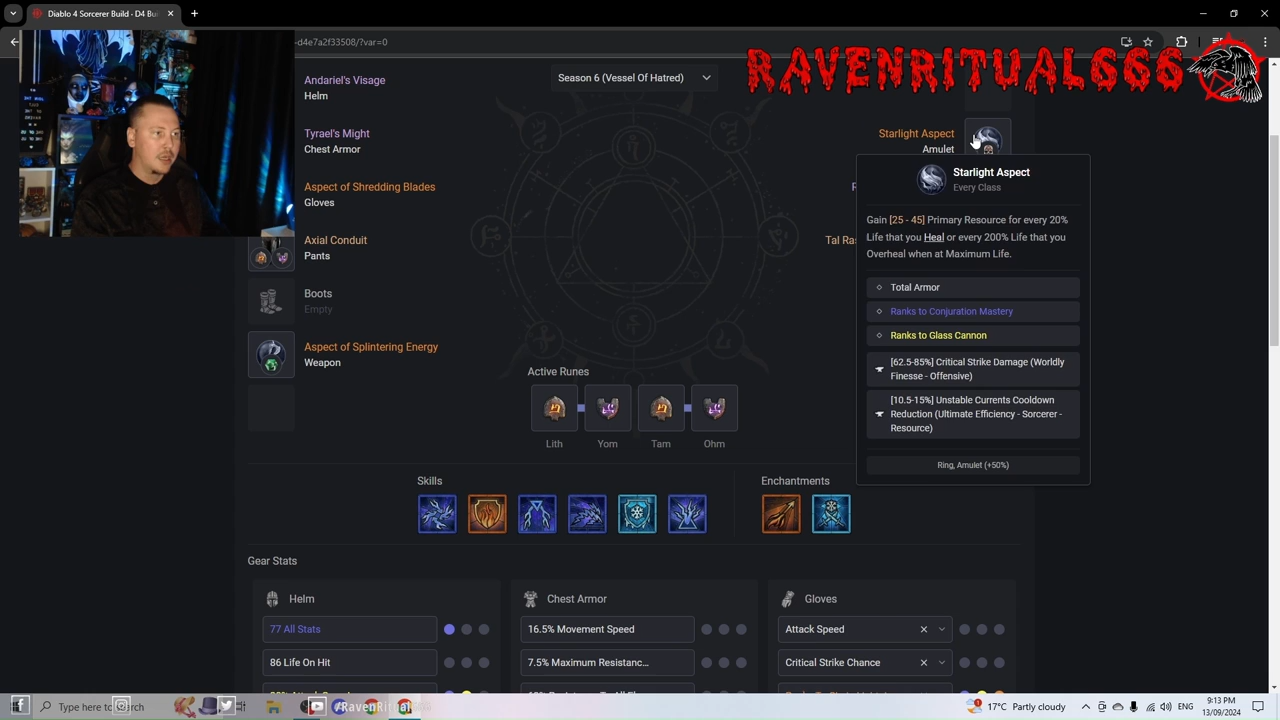 Diablo 4 Sorcerer Build - D4 Bui
-d4e7a2f33508/?var=0
RAVENRITUALS666
Andariel's Visage
Helm
Season 6 (Vessel Of Hatred)
Tyrael's Might
Chest Armor
Starlight Aspect
Amulet
Aspect of Shredding Blades
Gloves
R
Axial Conduit
Pants
Tal Ras
Boots
Empty
Aspect of Splintering Energy
Weapon
Starlight Aspect
Every Class
Gain [25 - 45] Primary Resource for every 20%
Life that you Heal or every 200% Life that you
Overheal when at Maximum Life.
Total Armor
Ranks to Conjuration Mastery
Ranks to Glass Cannon
[62.5-85%] Critical Strike Damage (Worldly
Finesse - Offensive)
[10.5-15%] Unstable Currents Cooldown
Reduction (Ultimate Efficiency - Sorcerer -
Resource)
Ring, Amulet (+50%)
Active Runes
Lith
Yom
Tam
Ohm
Skills
Enchantments
Gear Stats
Helm
Chest Armor
Gloves
77 All Stats
16.5% Movement Speed
Attack Speed
86 Life On Hit
7.5% Maximum Resistanc...
Critical Strike Chance
Type here to search
#RavenRitual
17°C Partly cloudy
ENG
9:13 PM
13/09/2024